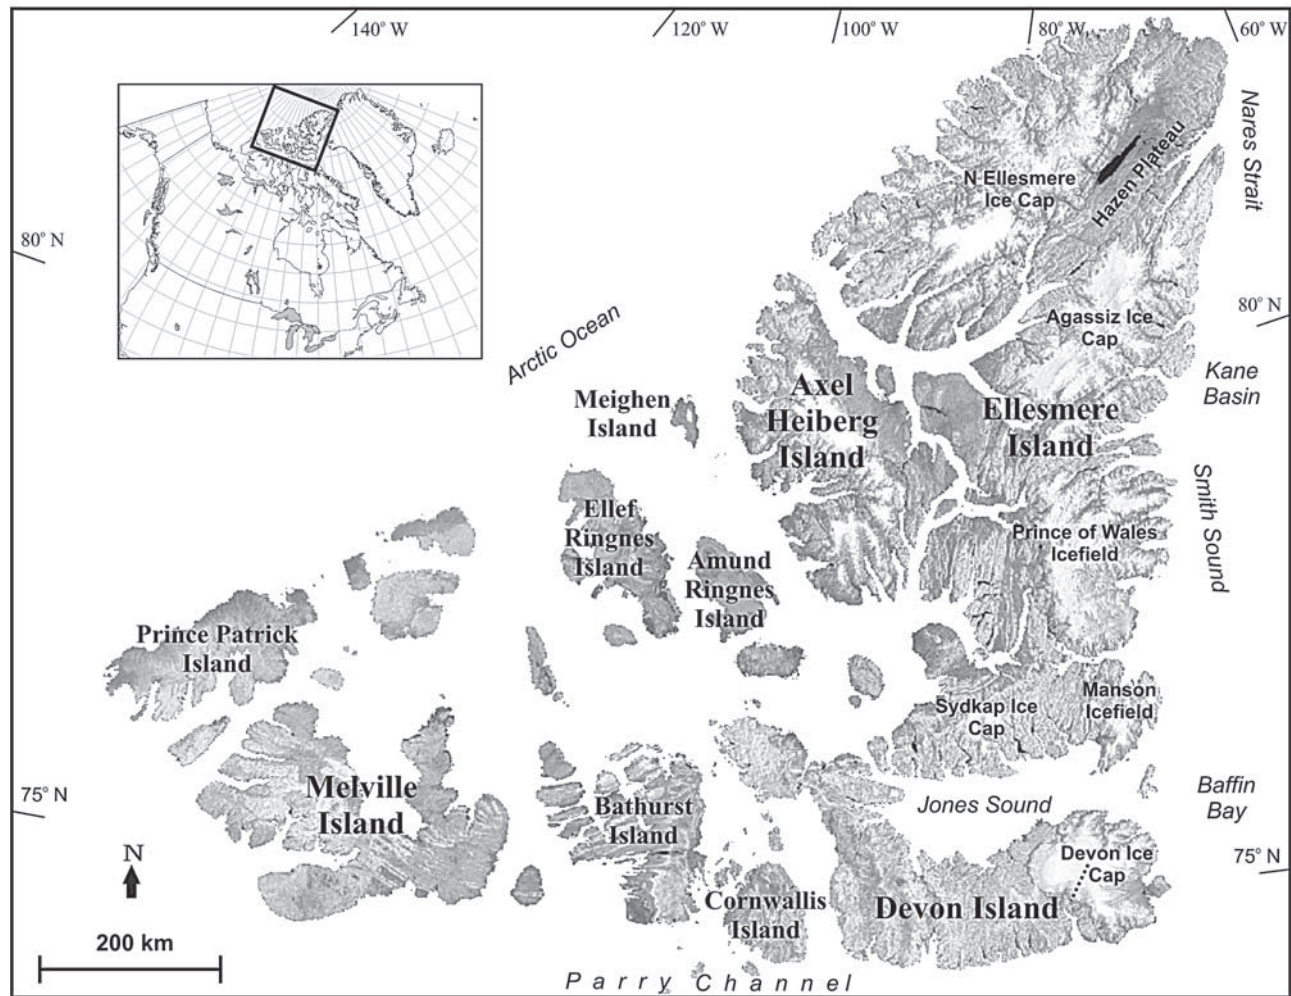 140° W
120° W
100° W
80° W
60° W
Nares Strait
N Ellesmere
Ice Cap
Hazen Plateau
80° N
80° N
Agassiz Ice
Cap
Arctic Ocean
Kane
Basin
Meighen
Island
Axel
Heiberg
Island
Ellesmere
Island
Smith Sound
Ellef
Ringnes
Island
Amund
Ringnes
Island
Prince of Wales
Icefield
Prince Patrick
Island
Sydkap Ice
Cap
Manson
Icefield
Melville
Island
Bathurst
Island
Jones Sound
Baffin
Bay
75° N
75° N
N
Devon Ice
Cap
Cornwallis
Island
Devon Island
200 km
Parry Channel